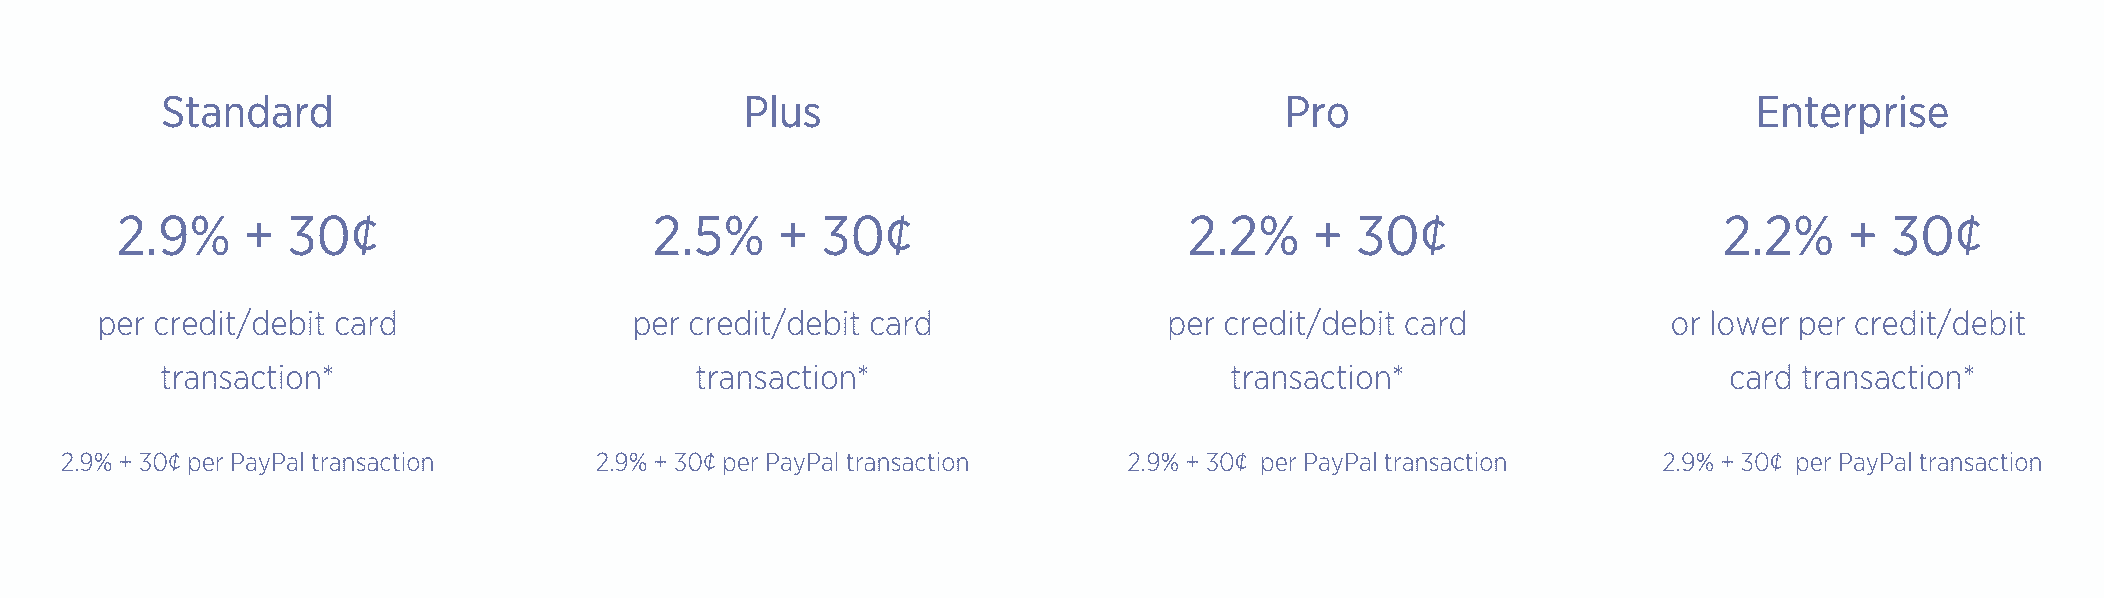 Standard
2.9% + 30¢
per credit/debit card
transaction*
2.9% + 30¢ per PayPal transaction
Plus
2.5% + 30¢
per credit/debit card
transaction*
2.9% + 30¢ per PayPal transaction
Pro
2.2% + 30¢
per credit/debit card
transaction*
2.9% + 30¢ per PayPal transaction
Enterprise
2.2% + 30¢
or lower per credit/debit
card transaction*
2.9% + 30¢ per PayPal transaction